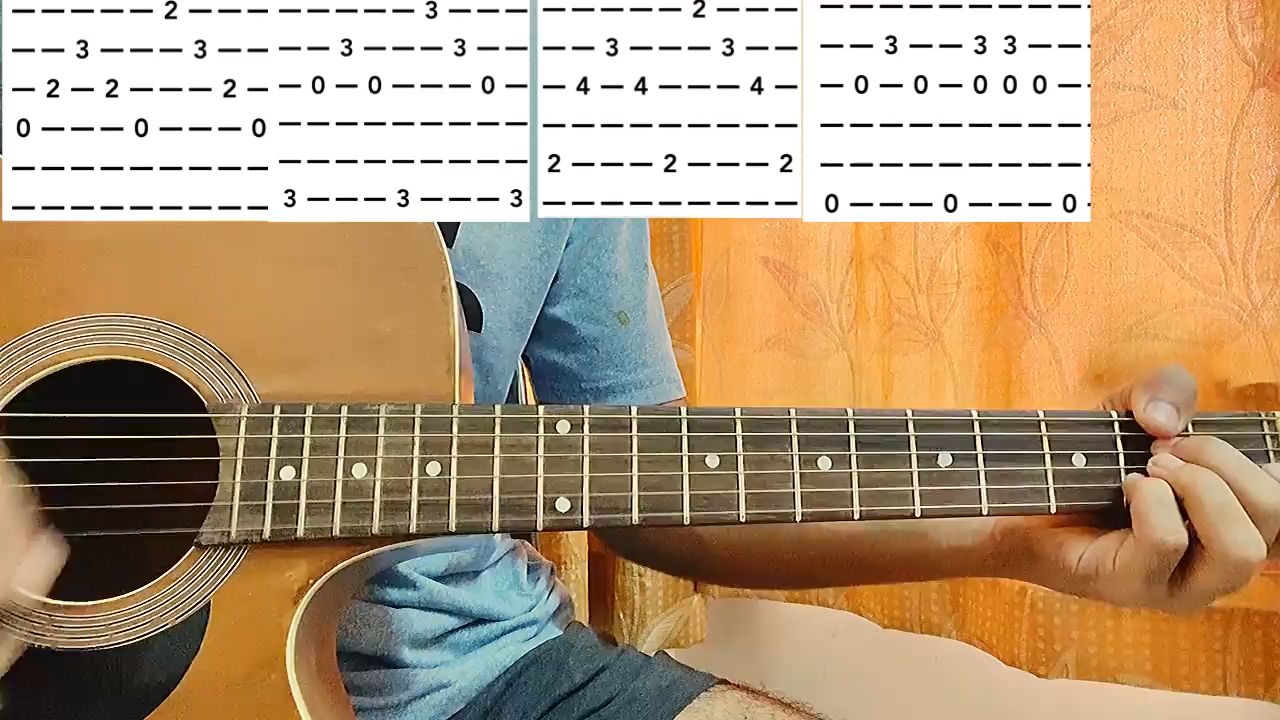 — — — — — 2 — — —
— — 3 — — — 3 — —
— 2 — 2 — — — 2 —
0 — — — 0 — — — 0
— — — — — — — — —
— — — — — — — — —
— — — — — 3 — — —
— — 3 — — — 3 — —
— 0 — 0 — — — 0 —
— — — — — — — — —
— — — — — — — — —
3 — — — 3 — — — 3
— — — — — 2 — — —
— — 3 — — — 3 — —
— 4 — 4 — — — 4 —
— — — — — — — — —
2 — — — 2 — — — 2
— — — — — — — — —
— — — — — — — — —
— — 3 — — 3 3 — —
— 0 — 0 — 0 0 0 —
— — — — — — — — —
— — — — — — — — —
0 — — — 0 — — — 0